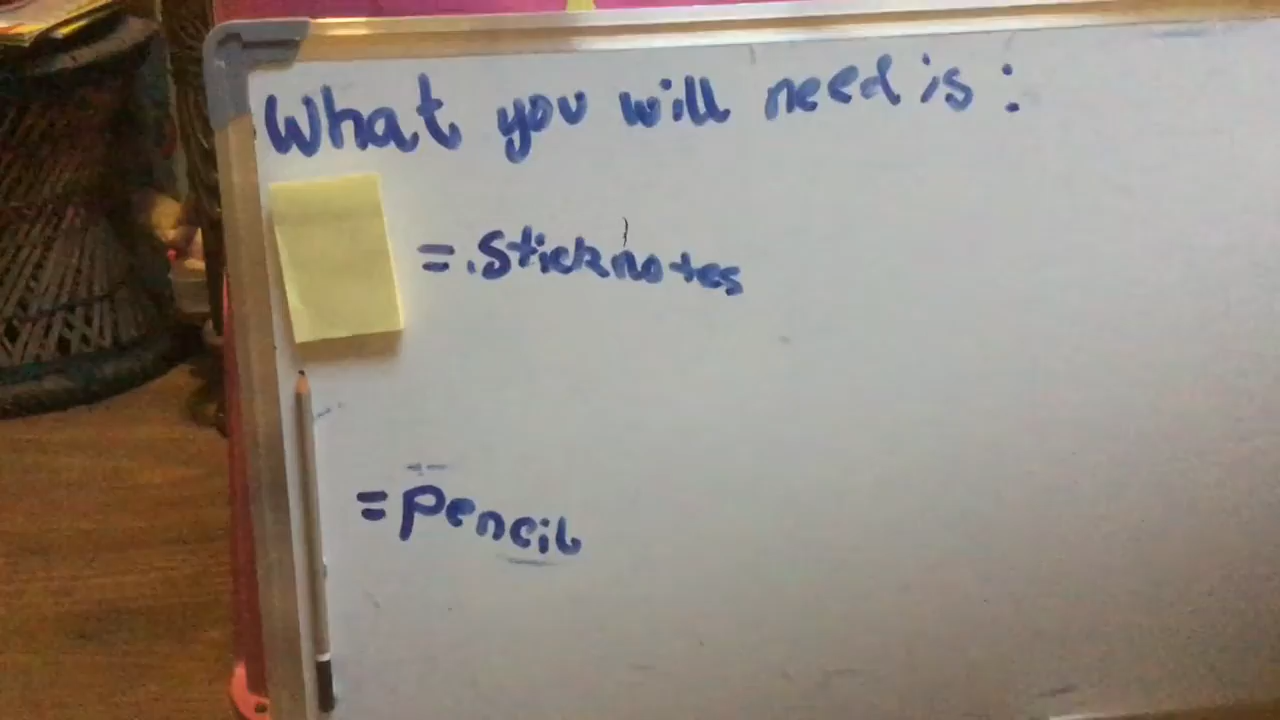 What you will need is:
= Sticknotes
= Pencil